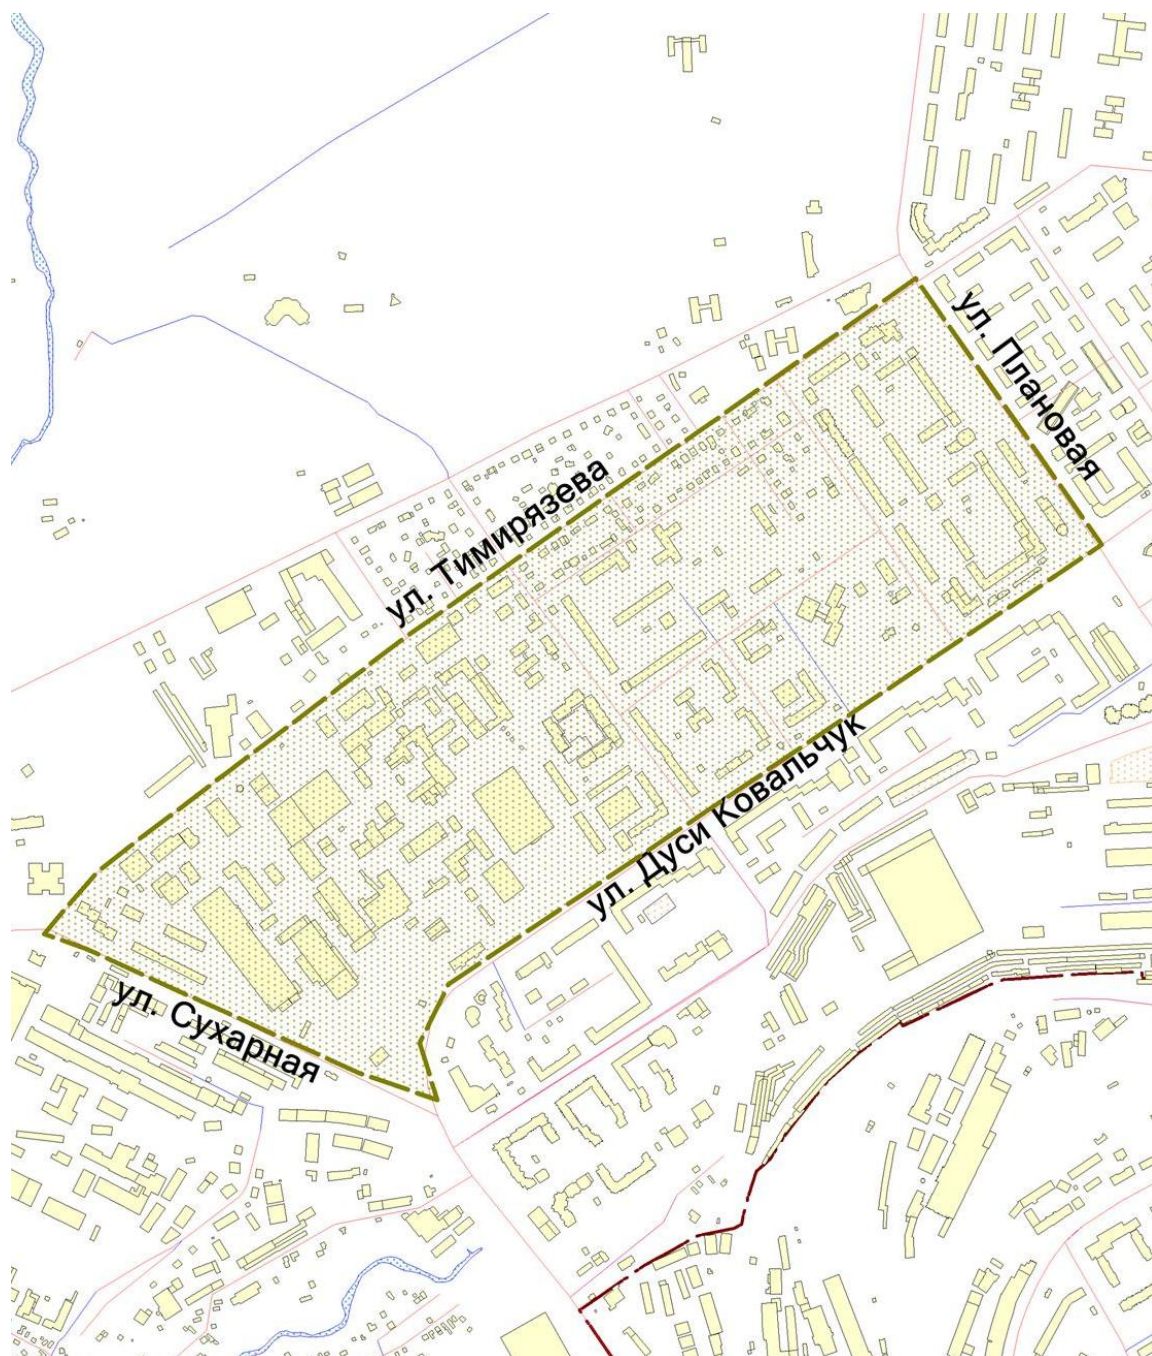 ул. Плановая
ул. Тимирязева
ул. Дуси Ковальчук
ул. Сухарная